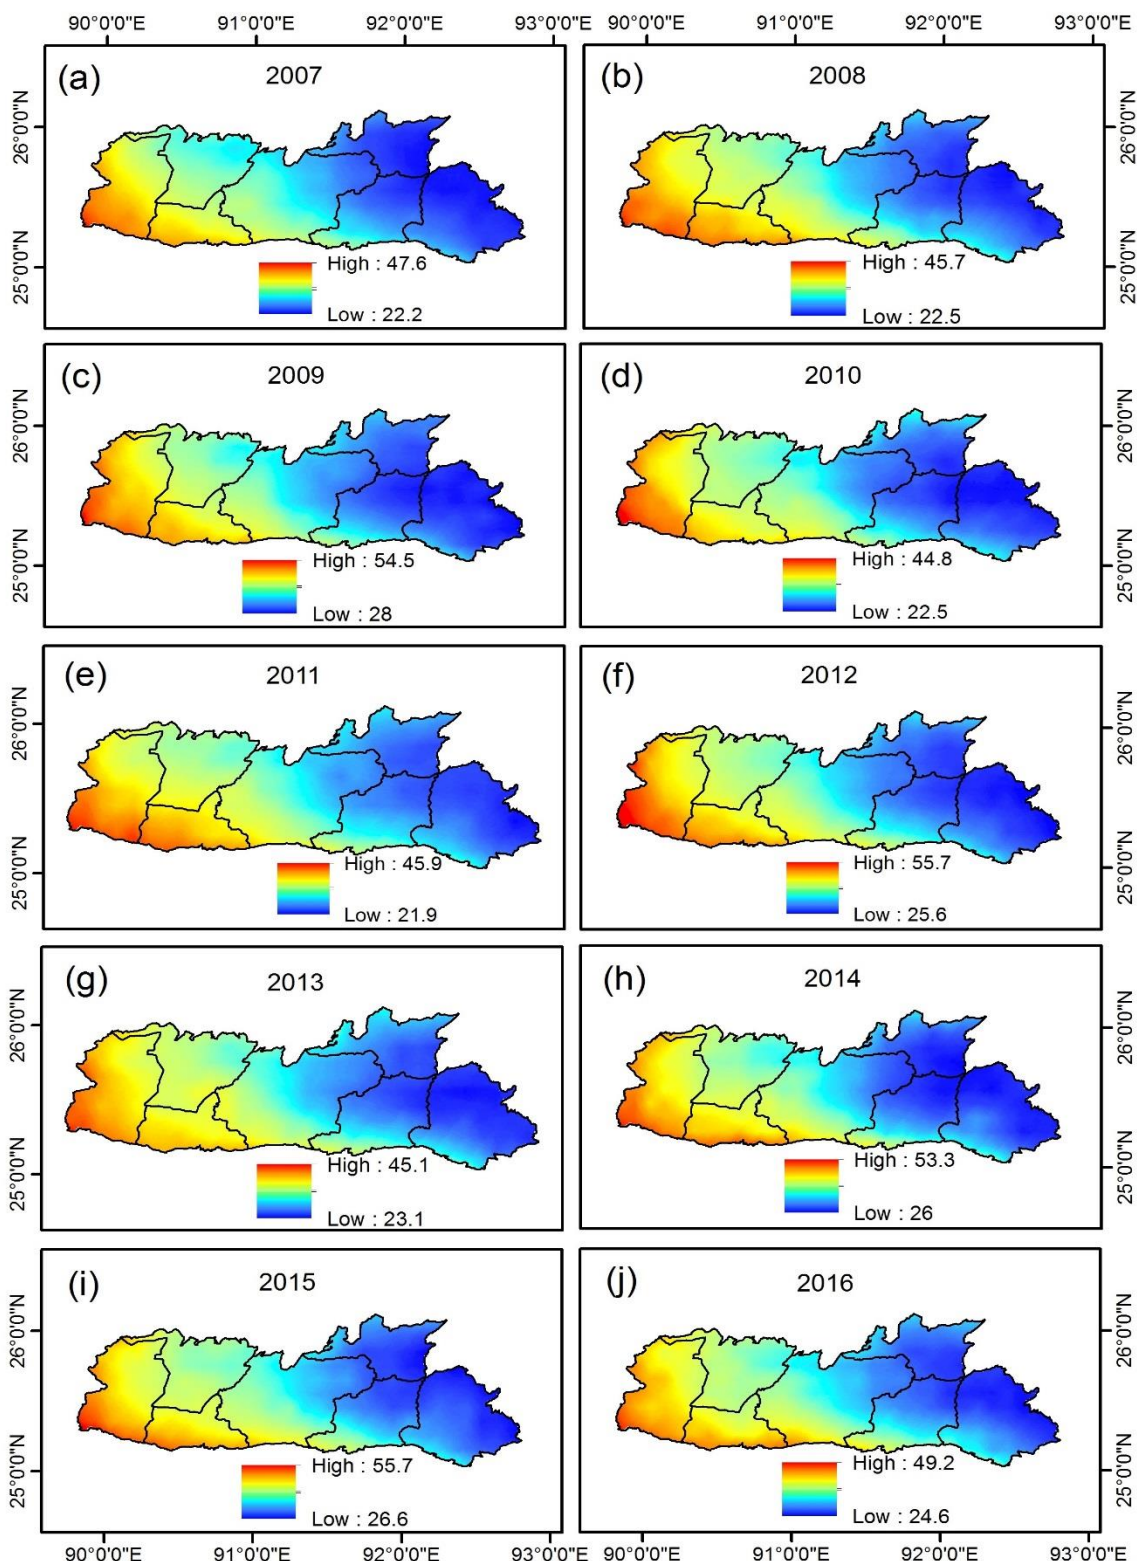 90°0'0"E 91°0'0"E 92°0'0"E 93°0'0"E 90°0'0"E 91°0'0"E 92°0'0"E 93°0'0"E
(a) 2007
26°0'0"N
25°0'0"N
High : 47.6
Low : 22.2
(b) 2008
26°0'0"N
25°0'0"N
High : 45.7
Low : 22.5
(c) 2009
26°0'0"N
25°0'0"N
High : 54.5
Low : 28
(d) 2010
26°0'0"N
25°0'0"N
High : 44.8
Low : 22.5
(e) 2011
26°0'0"N
25°0'0"N
High : 45.9
Low : 21.9
(f) 2012
26°0'0"N
25°0'0"N
High : 55.7
Low : 25.6
(g) 2013
26°0'0"N
25°0'0"N
High : 45.1
Low : 23.1
(h) 2014
26°0'0"N
25°0'0"N
High : 53.3
Low : 26
(i) 2015
26°0'0"N
25°0'0"N
High : 55.7
Low : 26.6
(j) 2016
26°0'0"N
25°0'0"N
High : 49.2
Low : 24.6
90°0'0"E 91°0'0"E 92°0'0"E 93°0'0"E 90°0'0"E 91°0'0"E 92°0'0"E 93°0'0"E